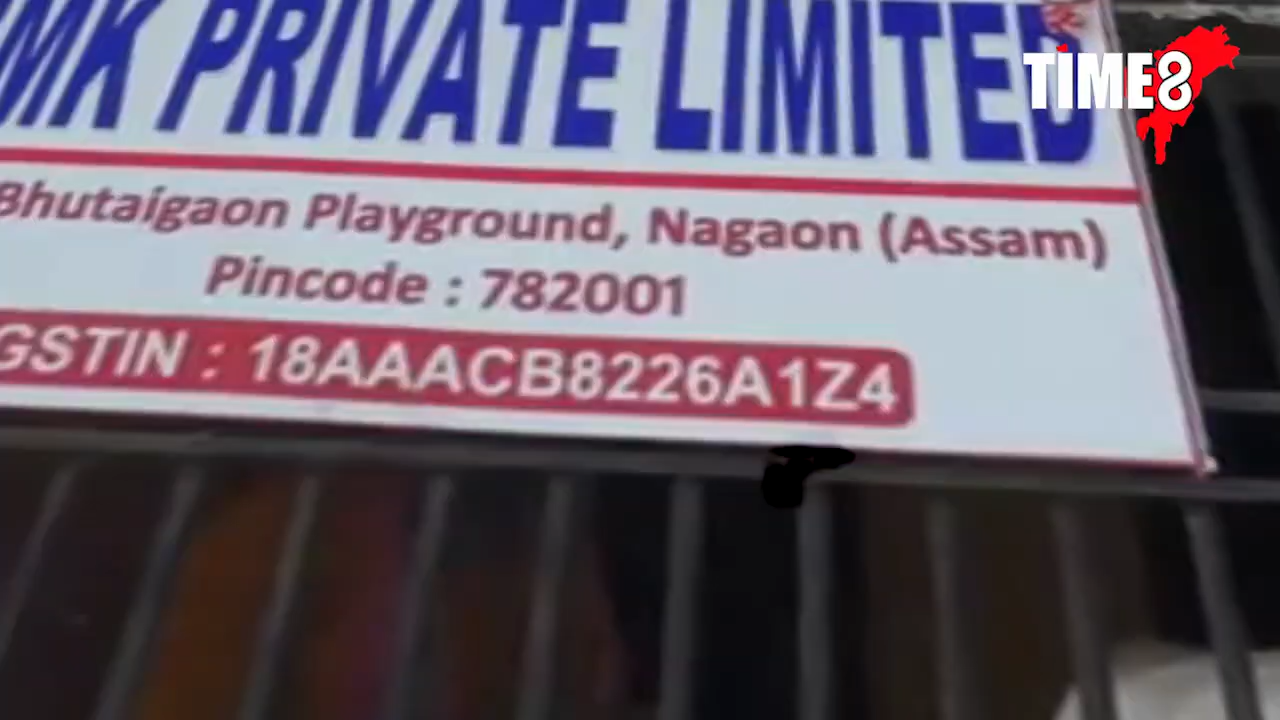 MK PRIVATE LIMITED
TIME8
Bhutaigaon Playground, Nagaon (Assam)
Pincode : 782001
GSTIN : 18AAACB8226A1Z4